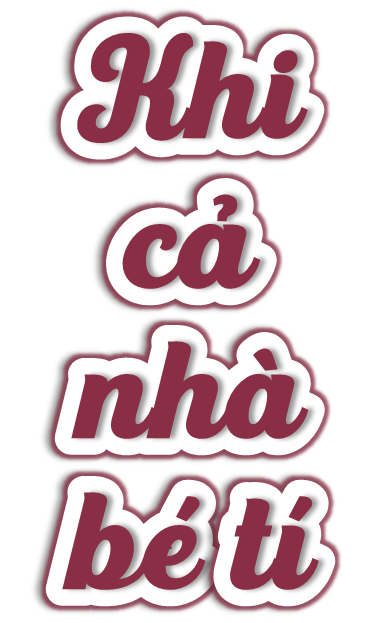 Khi
cả
nhà
bé tí